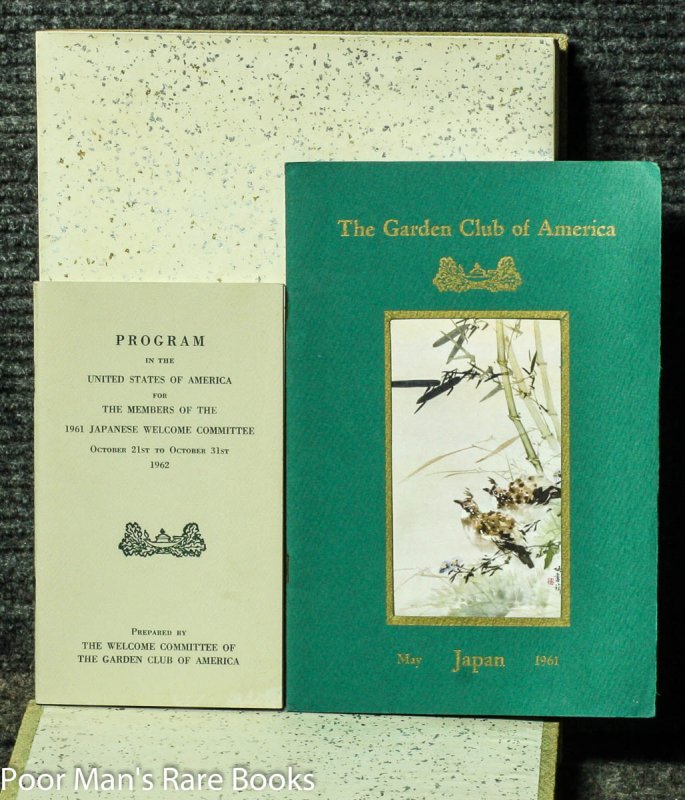 PROGRAM
IN THE
UNITED STATES OF AMERICA
FOR
THE MEMBERS OF THE
1961 JAPANESE WELCOME COMMITTEE
OCTOBER 21ST TO OCTOBER 31ST
1962
PREPARED BY
THE WELCOME COMMITTEE OF
THE GARDEN CLUB OF AMERICA
The Garden Club of America
May Japan 1961
Poor Man's Rare Books